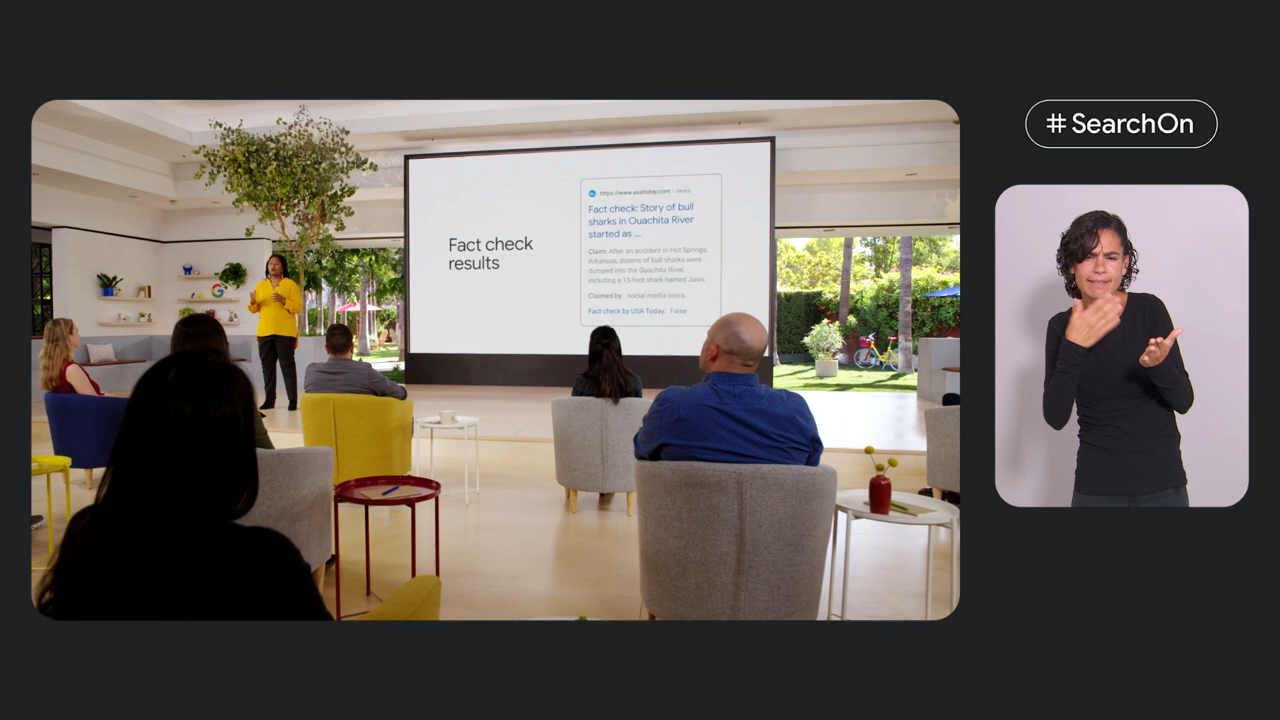 # SearchOn
Fact check
results
https://www.usatoday.com › news
Fact check: Story of bull
sharks in Ouachita River
started as ...
Claim: After an accident in Hot Springs,
Arkansas, dozens of bull sharks were
dumped into the Ouachita River,
including a 15-foot shark named Jaws
Claimed by: social media users
Fact check by USA Today: False
G